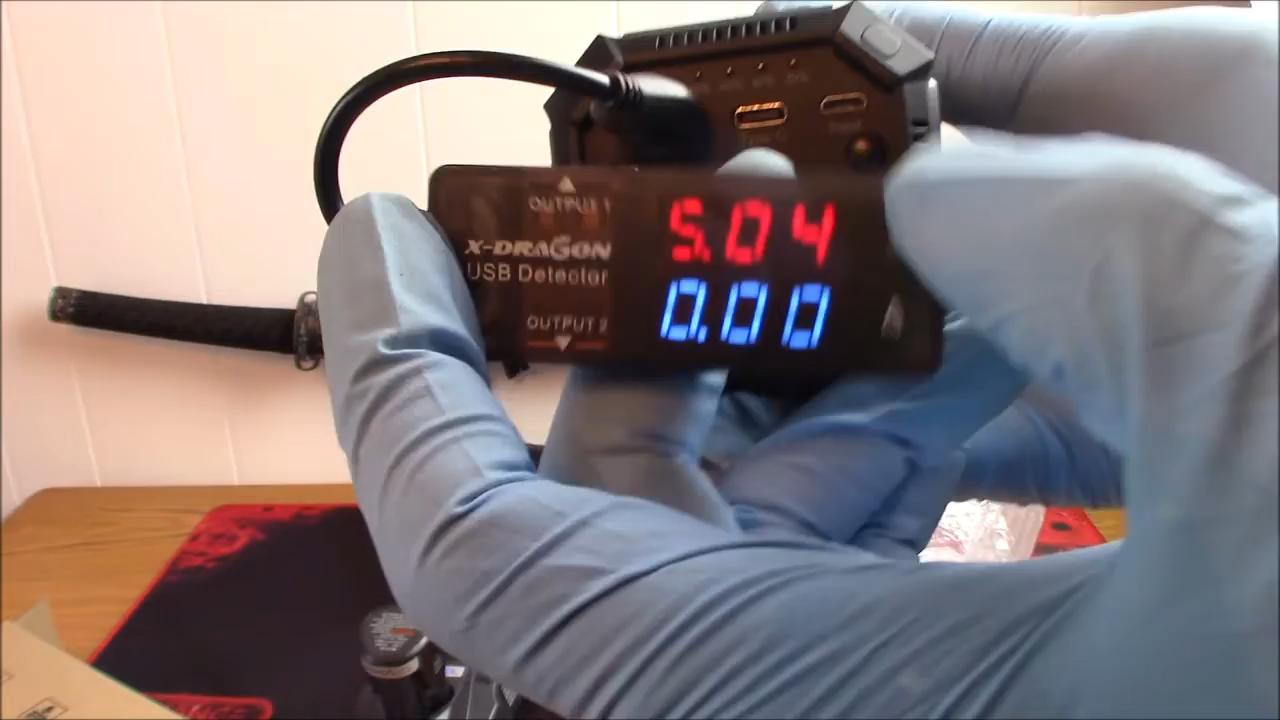 OUTPUT 1
X-DRAGON
USB Detector
OUTPUT 2
5.04
0.00